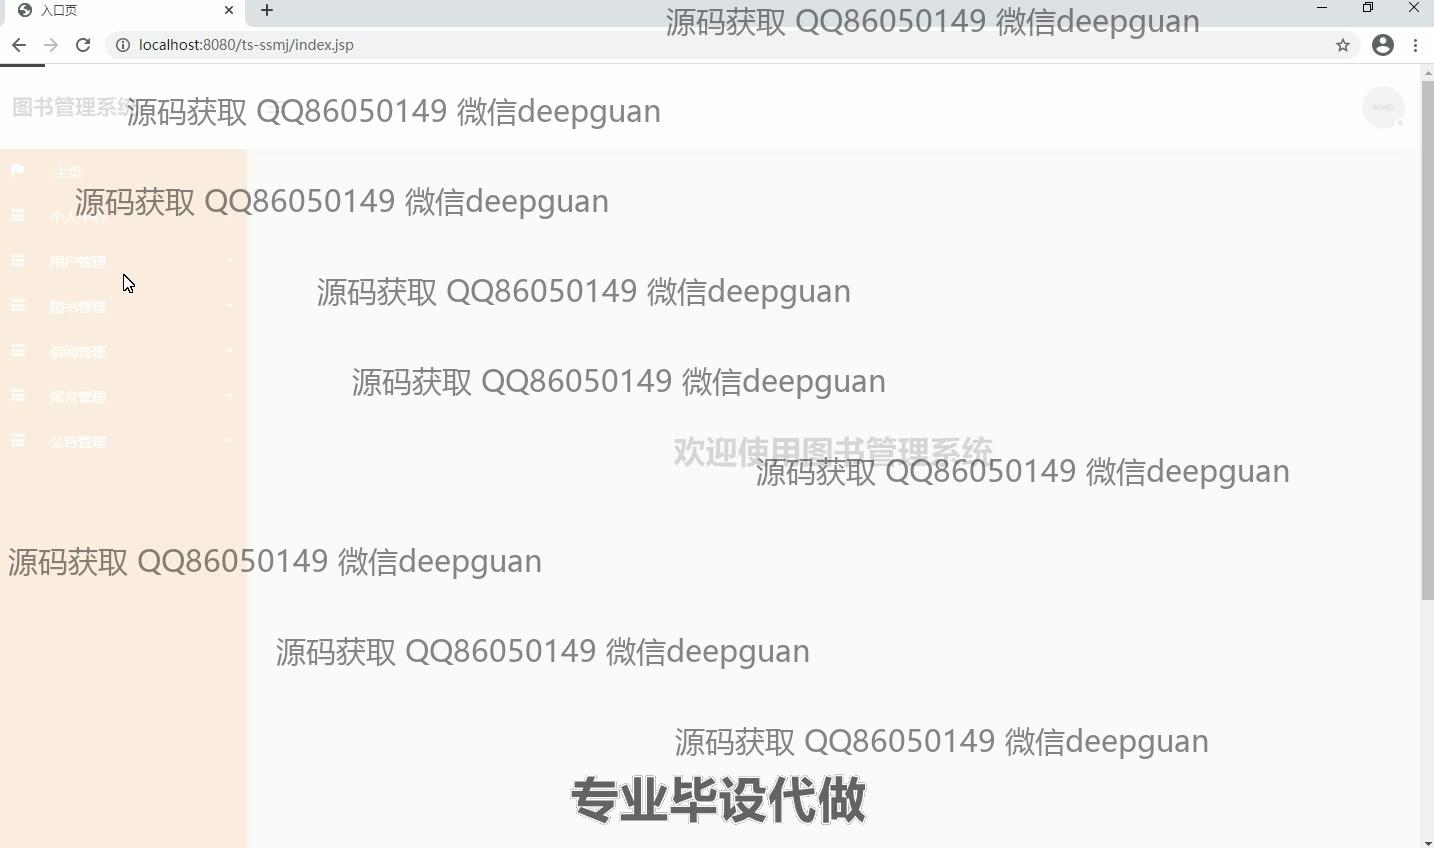 入口页
源码获取 QQ86050149 微信deepguan
localhost:8080/ts-ssmj/index.jsp
图书管理系统
源码获取 QQ86050149 微信deepguan
60x60
主页
源码获取 QQ86050149 微信deepguan
个人中心
用户管理
源码获取 QQ86050149 微信deepguan
图书管理
借阅管理
源码获取 QQ86050149 微信deepguan
留言管理
公告管理
欢迎使用图书管理系统
源码获取 QQ86050149 微信deepguan
源码获取 QQ86050149 微信deepguan
源码获取 QQ86050149 微信deepguan
源码获取 QQ86050149 微信deepguan
专业毕设代做